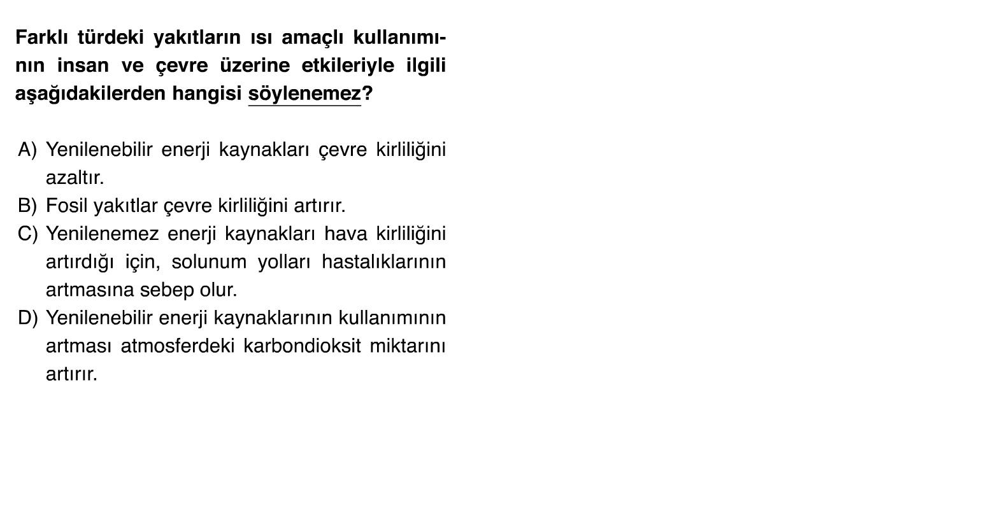 Farklı türdeki yakıtların ısı amaçlı kullanımı-
nın insan ve çevre üzerine etkileriyle ilgili
aşağıdakilerden hangisi söylenemez?
A) Yenilenebilir enerji kaynakları çevre kirliliğini
azaltır.
B) Fosil yakıtlar çevre kirliliğini artırır.
C) Yenilenemez enerji kaynakları hava kirliliğini
artırdığı için, solunum yolları hastalıklarının
artmasına sebep olur.
D) Yenilenebilir enerji kaynaklarının kullanımının
artması atmosferdeki karbondioksit miktarını
artırır.